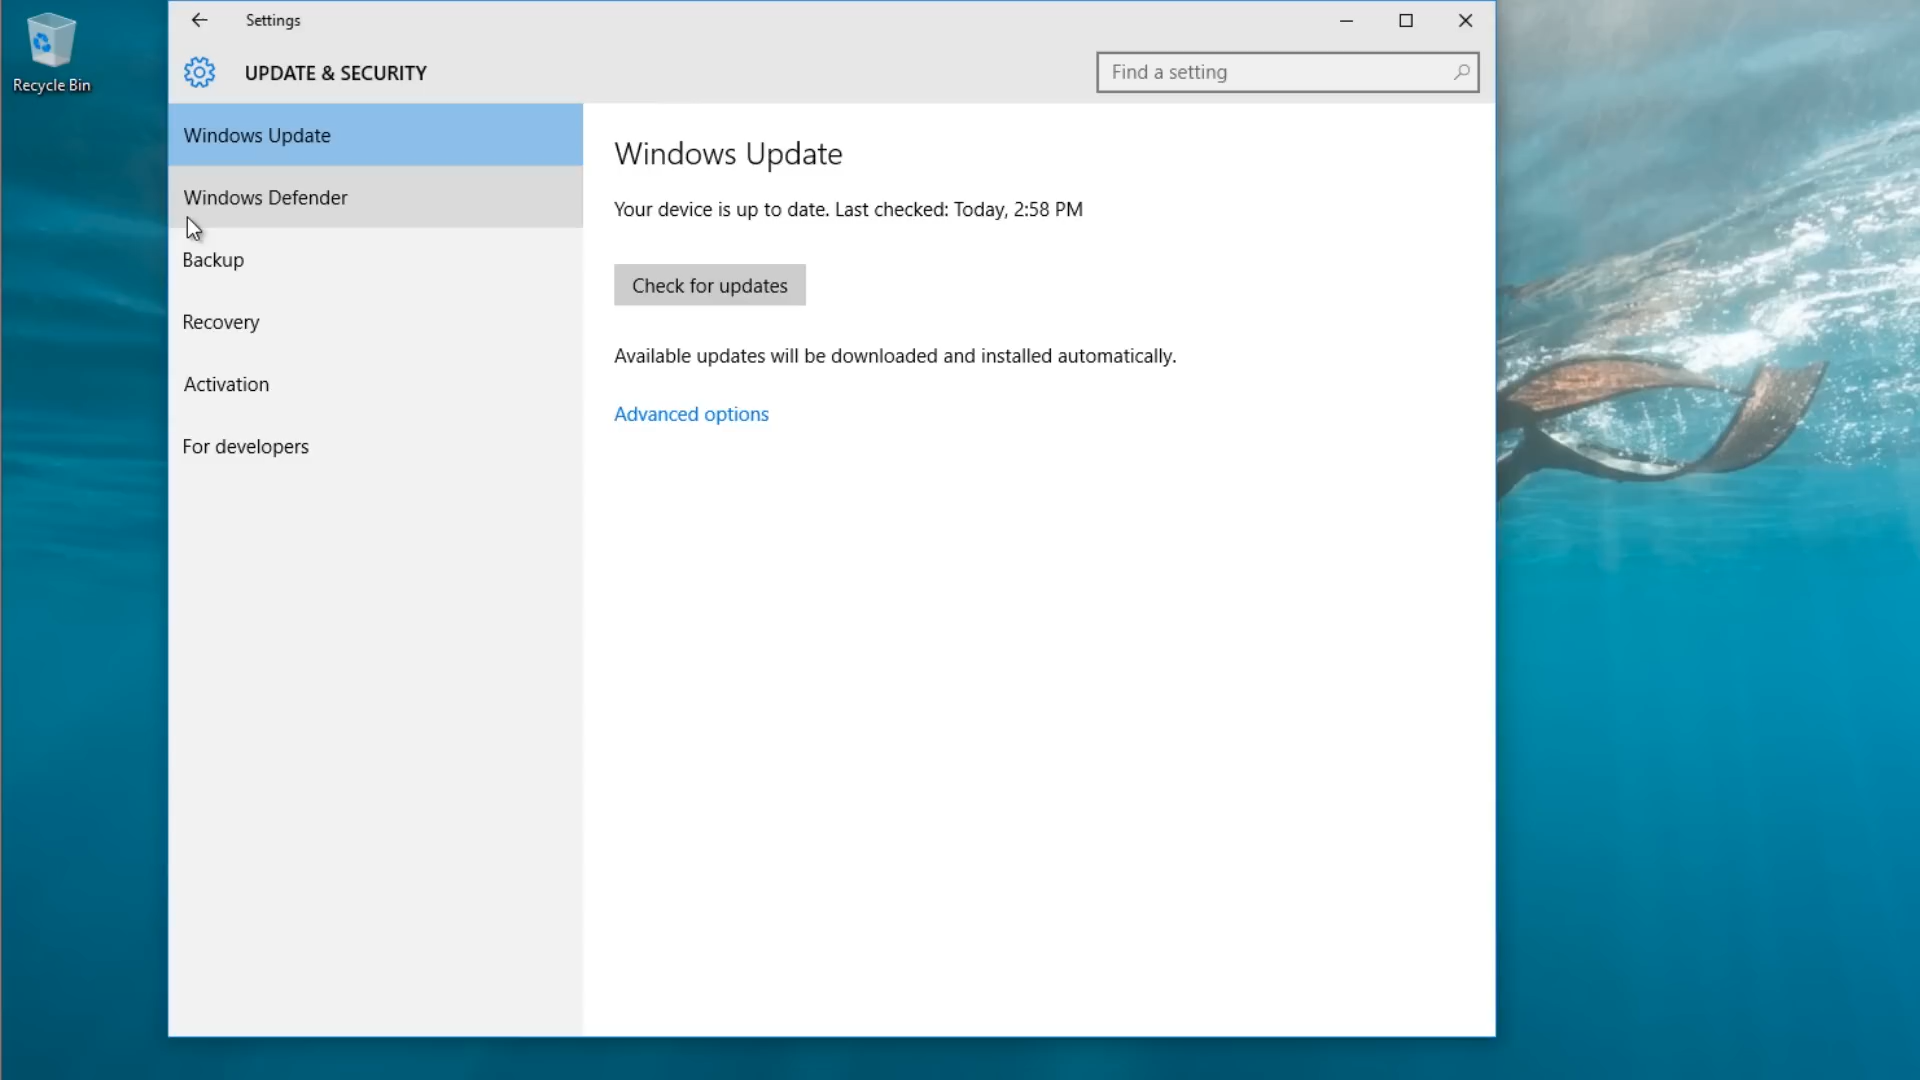 Recycle Bin
Settings
UPDATE & SECURITY
Find a setting
Windows Update
Windows Defender
Backup
Recovery
Activation
For developers
Windows Update
Your device is up to date. Last checked: Today, 2:58 PM
Check for updates
Available updates will be downloaded and installed automatically.
Advanced options